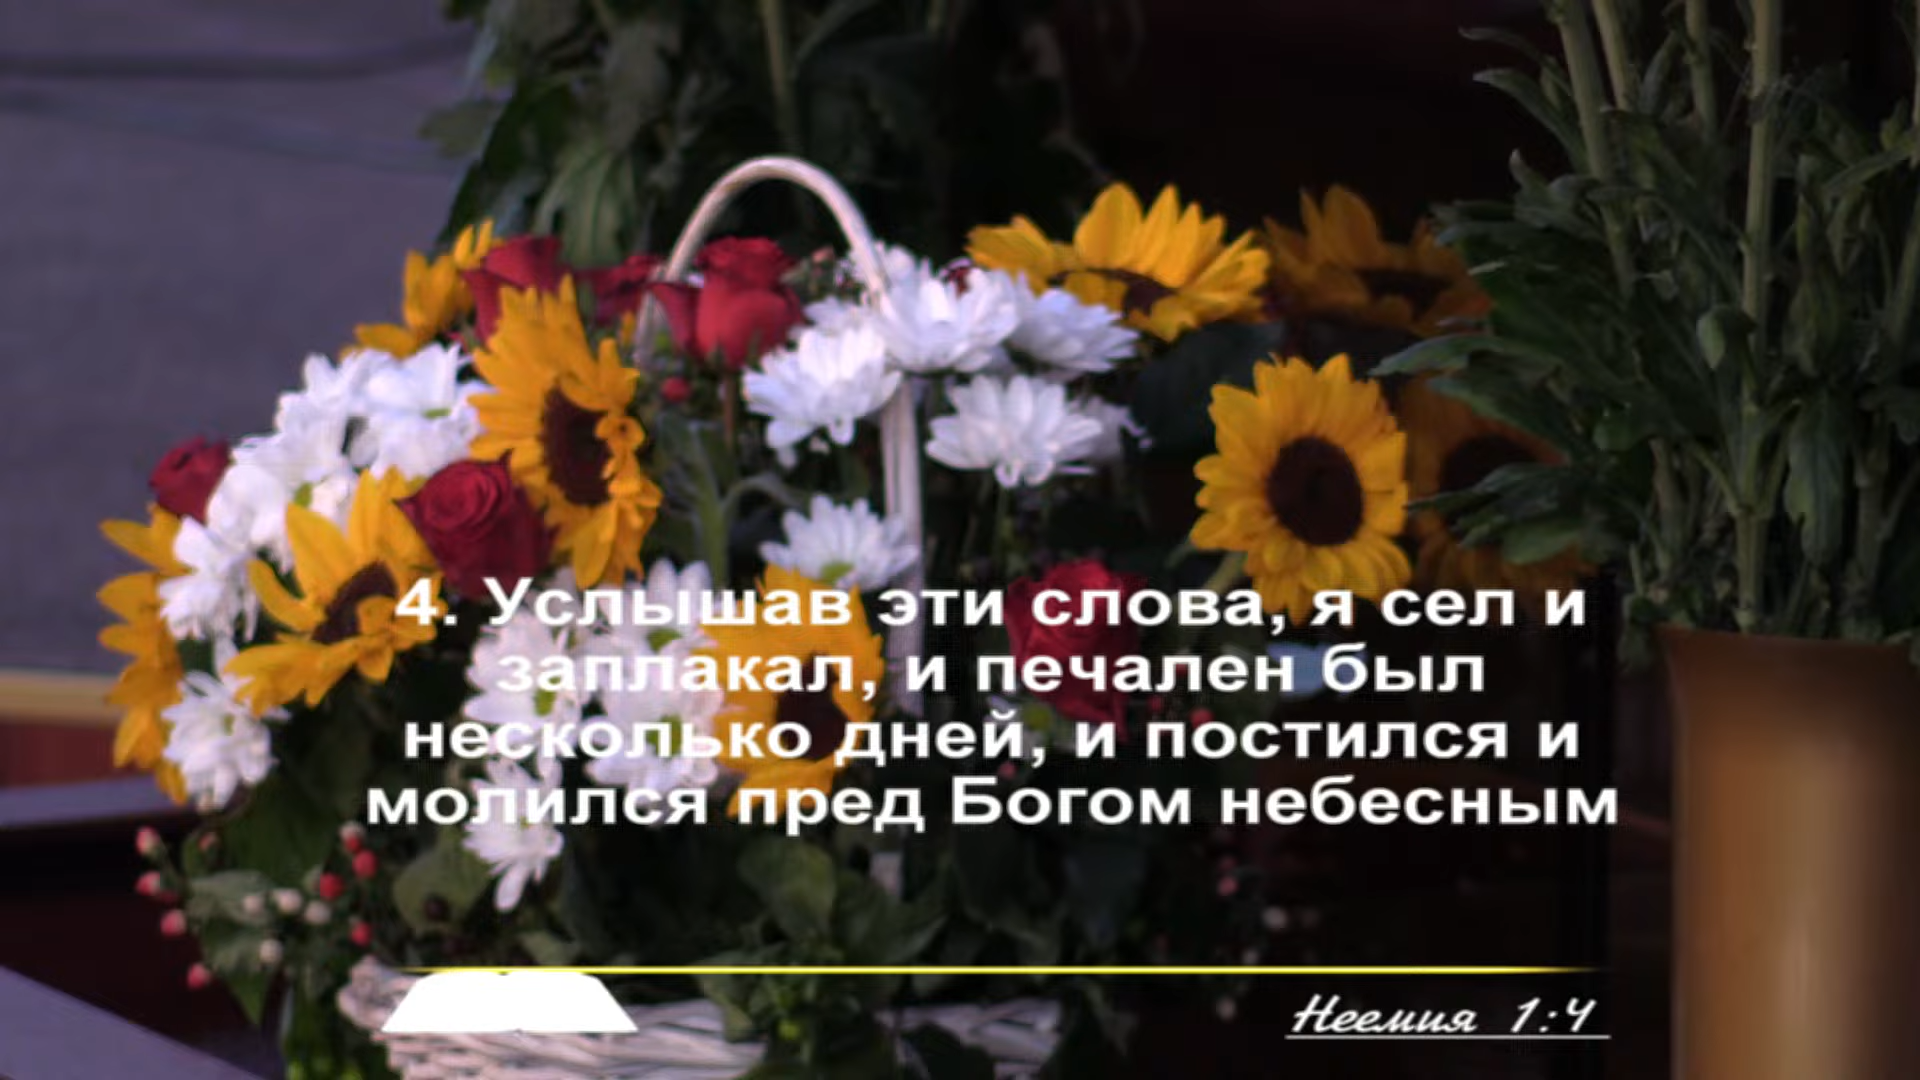 4. Услышав эти слова, я сел и
заплакал, и печален был
несколько дней, и постился и
молился пред Богом небесным
Неемия 1:4